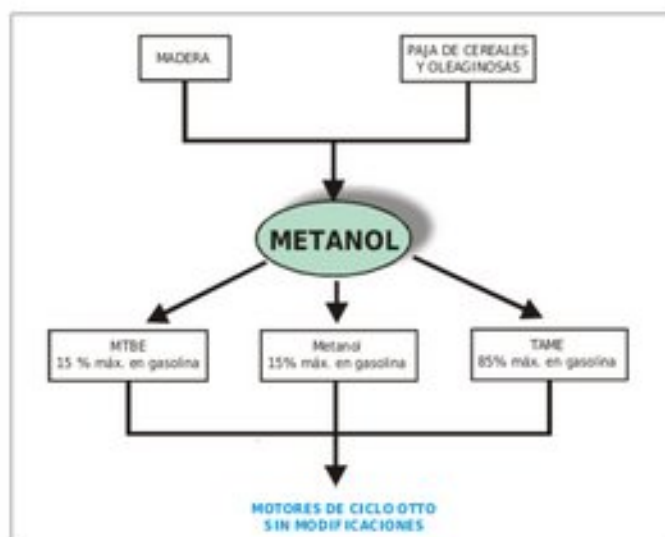 MADERA
PAJA DE CEREALES
Y OLEAGINOSAS
METANOL
MTBE
15 % máx. en gasolina
Metanol
15% máx. en gasolina
TAME
85% máx. en gasolina
MOTORES DE CICLO OTTO
SIN MODIFICACIONES